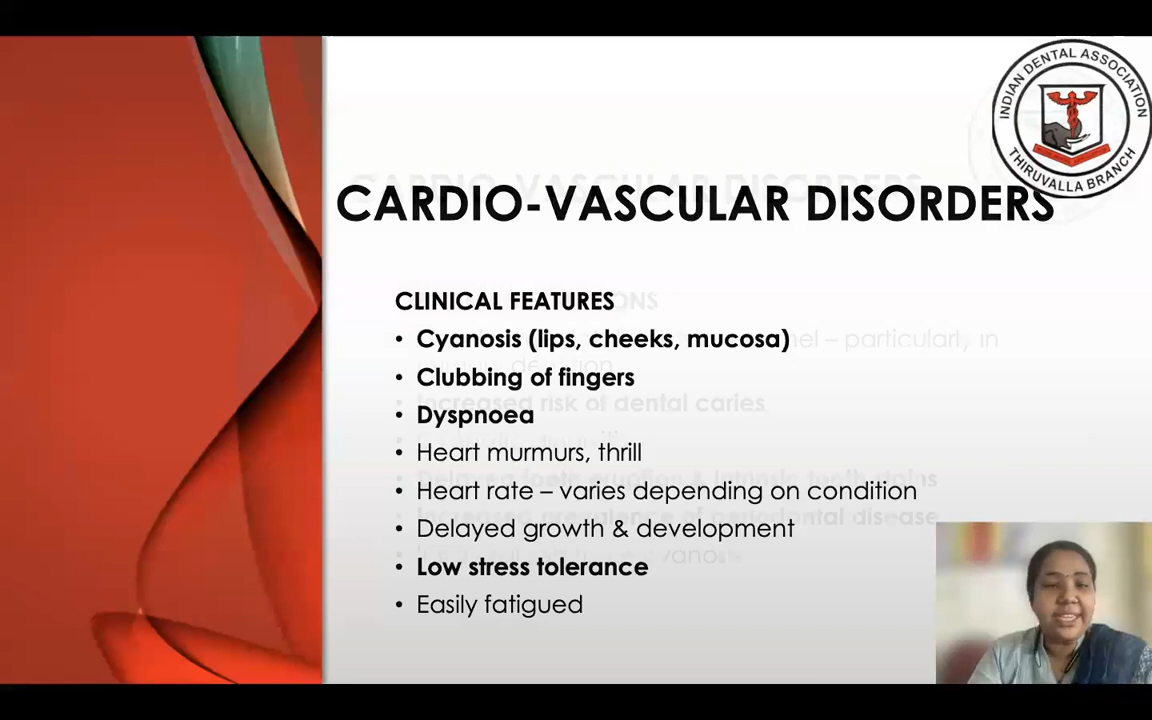 INDIAN DENTAL ASSOCIATION
THIRUVALLA BRANCH
CARDIO-VASCULAR DISORDERS
CLINICAL FEATURES
• Cyanosis (lips, cheeks, mucosa)
• Clubbing of fingers
• Dyspnoea
• Heart murmurs, thrill
• Heart rate – varies depending on condition
• Delayed growth & development
• Low stress tolerance
• Easily fatigued